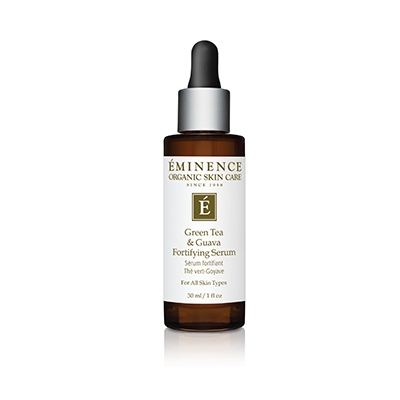 ÉMINENCE
ORGANIC SKIN CARE
SINCE 1958
É
Green Tea
& Guava
Fortifying Serum
Sérum fortifiant
Thé vert-Goyave
For All Skin Types
30 ml / 1 fl oz